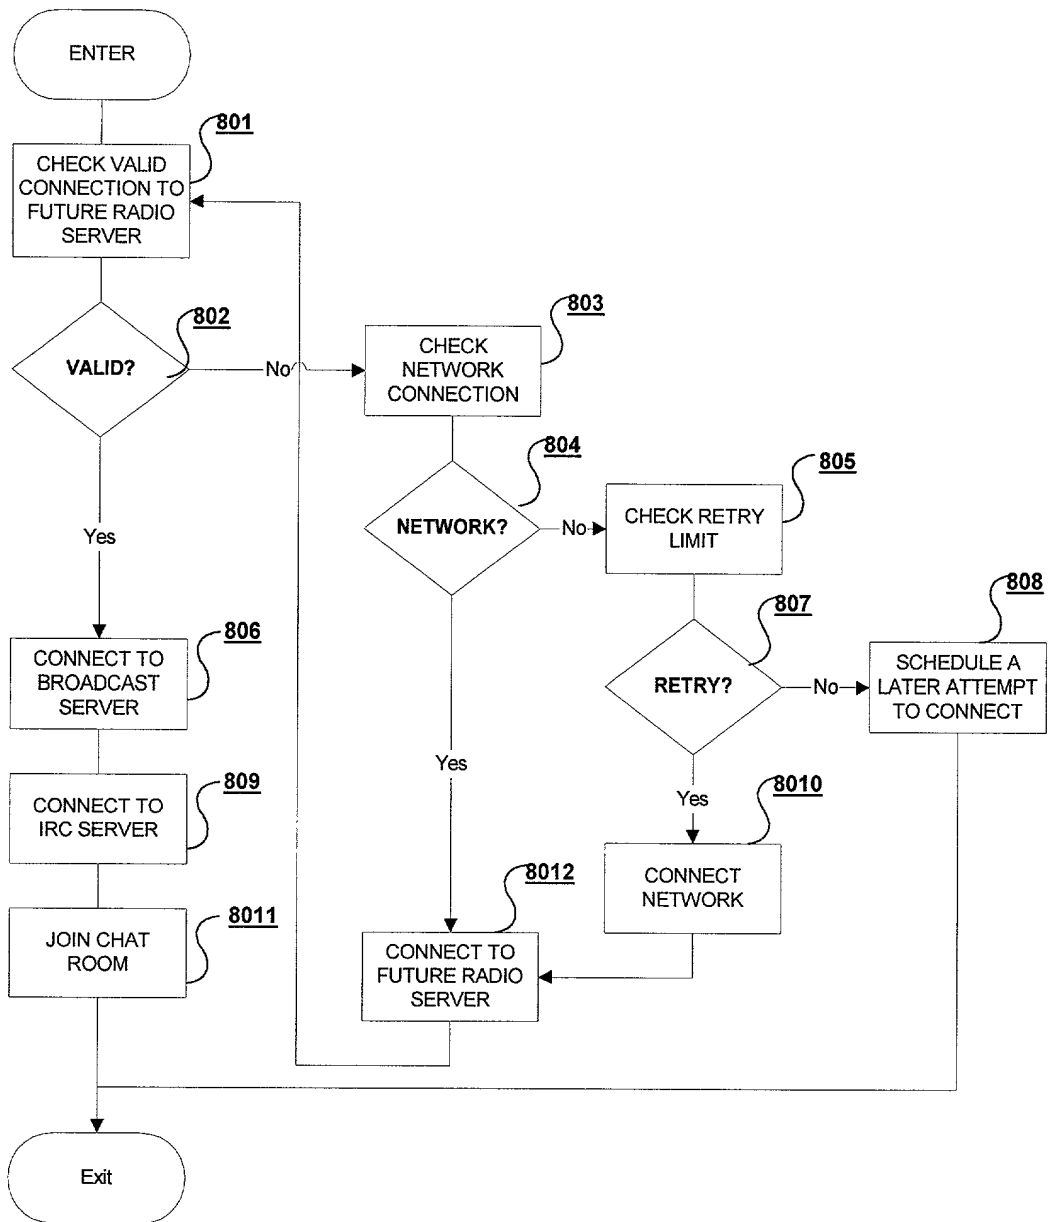 ENTER
801
CHECK VALID
CONNECTION TO
FUTURE RADIO
SERVER
802
VALID?
No
803
CHECK
NETWORK
CONNECTION
804
NETWORK?
No
805
CHECK RETRY
LIMIT
Yes
806
CONNECT TO
BROADCAST
SERVER
807
RETRY?
No
808
SCHEDULE A
LATER ATTEMPT
TO CONNECT
Yes
Yes
809
CONNECT TO
IRC SERVER
8010
CONNECT
NETWORK
8011
JOIN CHAT
ROOM
8012
CONNECT TO
FUTURE RADIO
SERVER
Exit